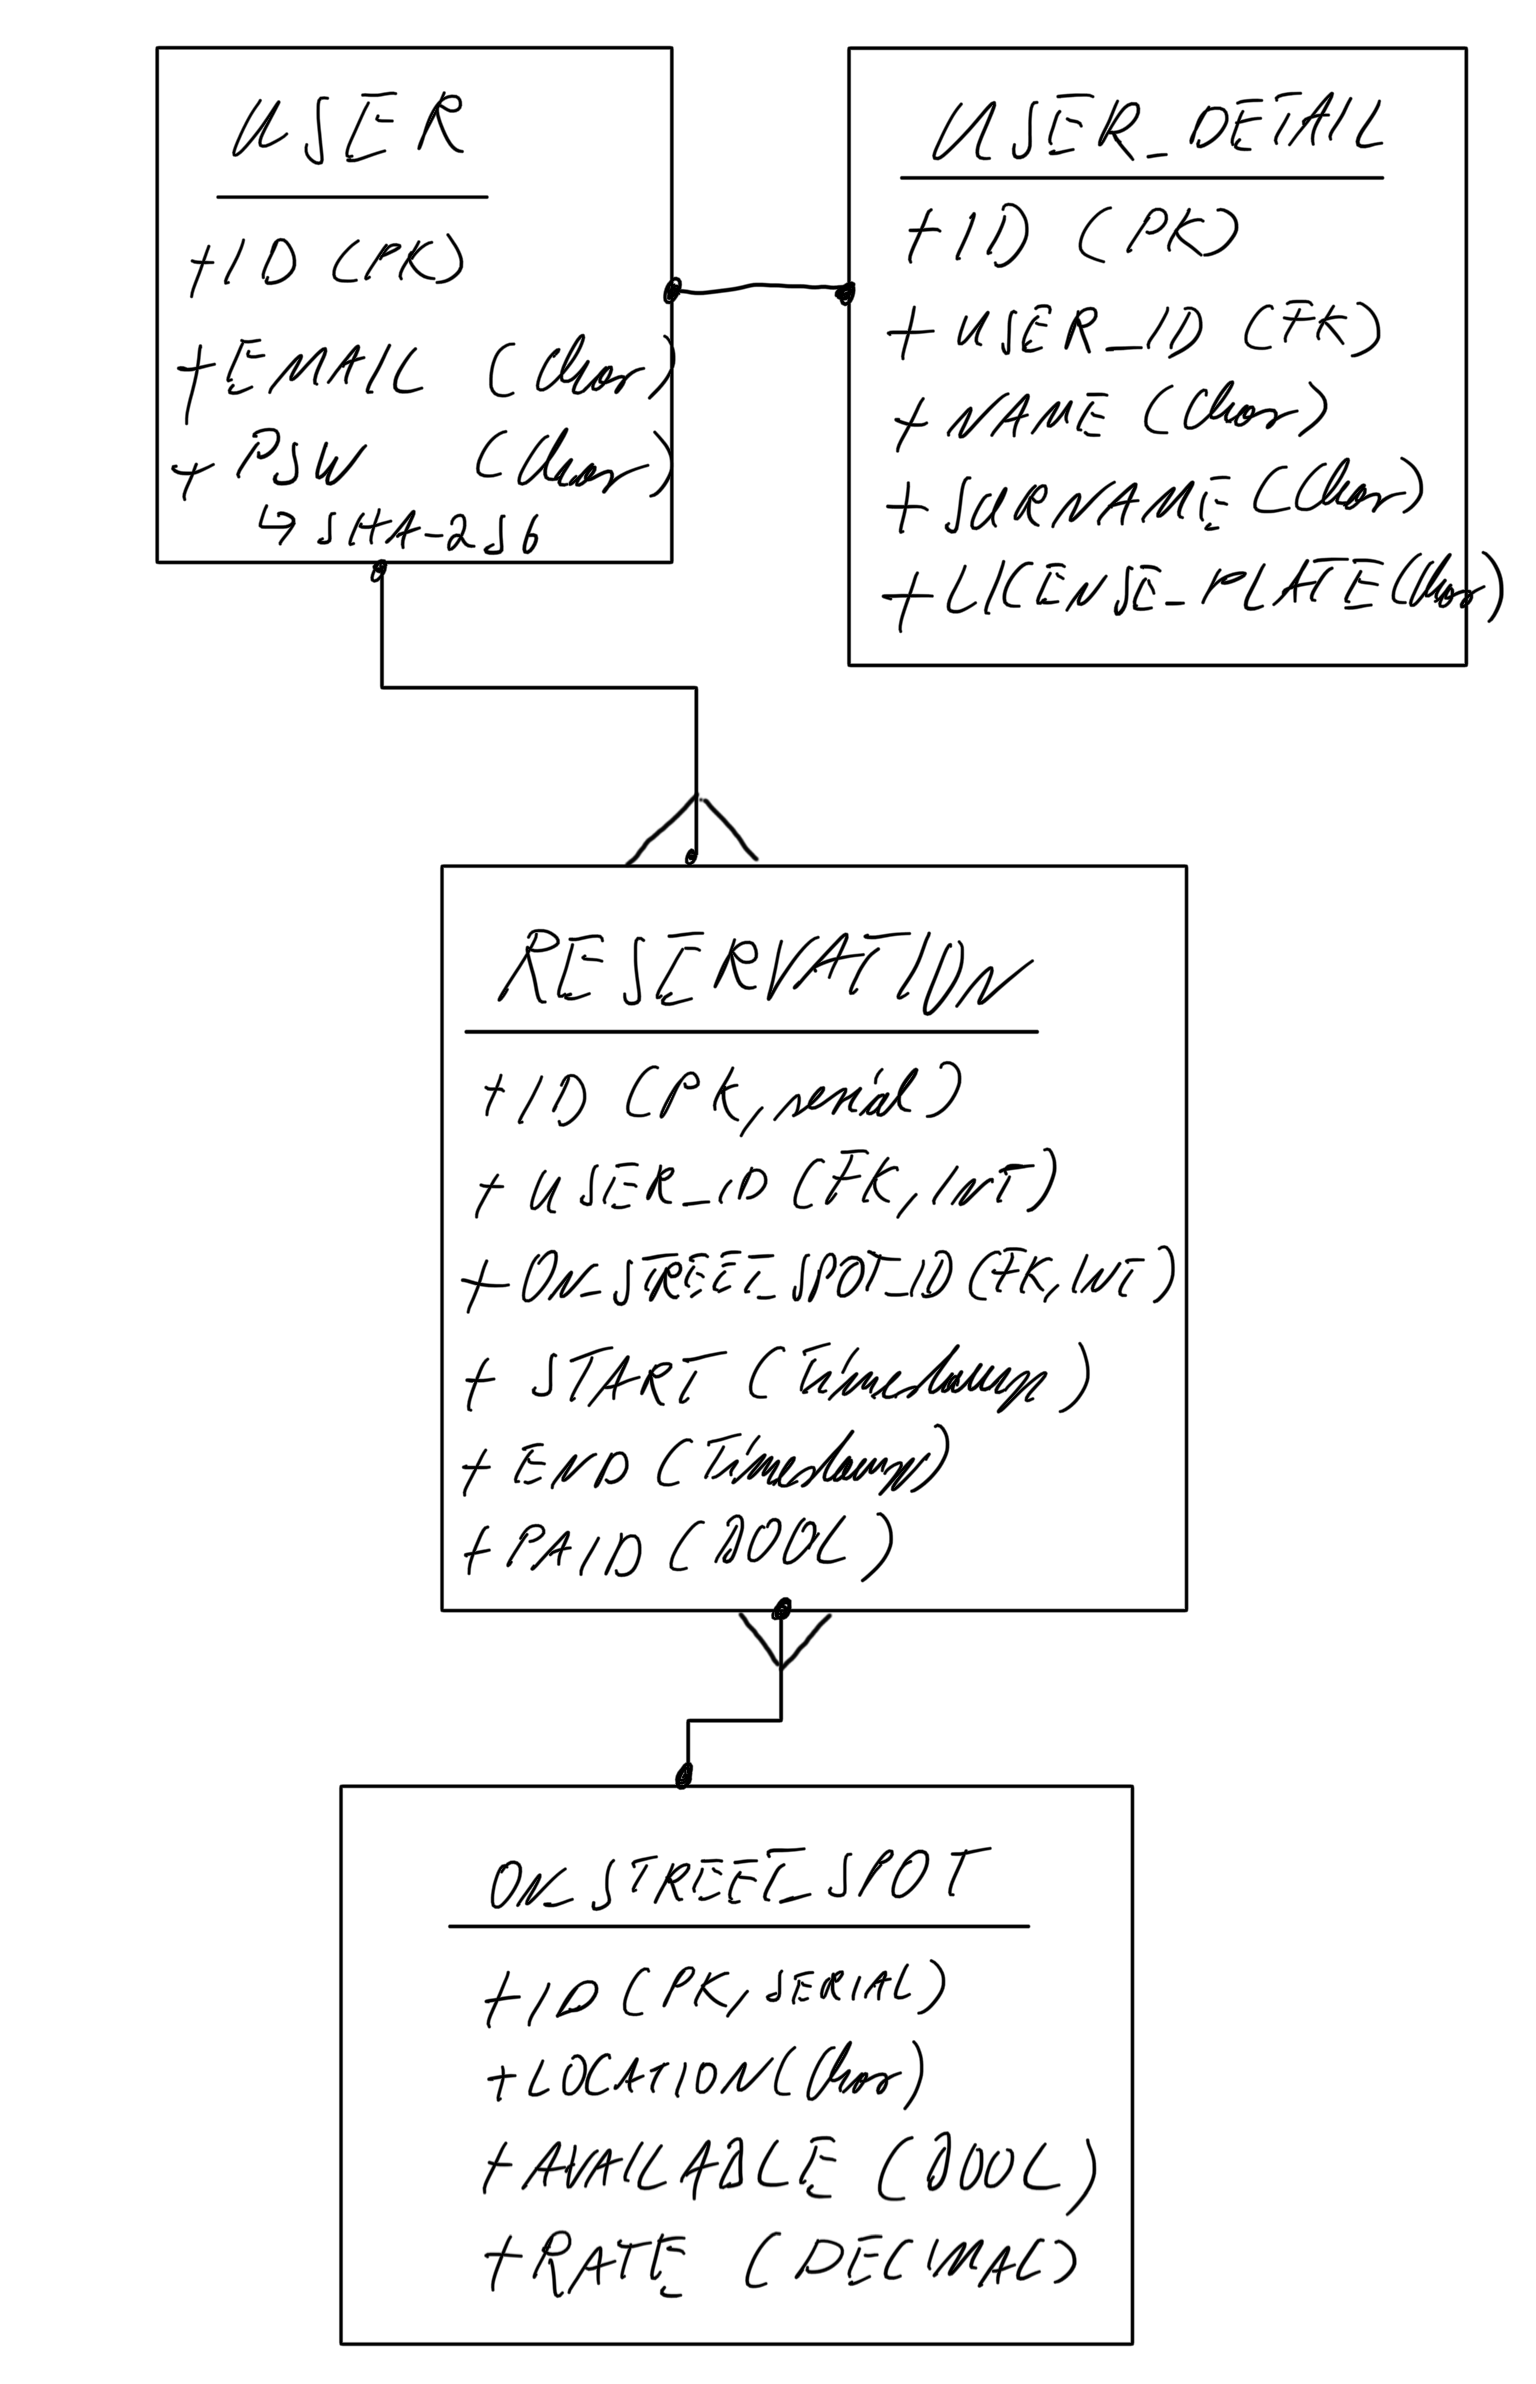 USER
+ID (PK)
+EMAIL (Char)
+ PSW (Char)
↳ SHA-256
USER_DETAIL
+ID (PK)
+ USER_ID (FK)
+ NAME (Char)
+ SURNAME (Char)
+ LICENSE_PLATE (Char)
RESERVATION
+ID (PK, serial)
+ USER_ID (FK, INT)
+ ON_STREET_SPOT_ID (FK, INT)
+ START (Timestamp)
+ END (Timestamp)
+ PAID (BOOL)
ON_STREET_SPOT
+ID (PK, SERIAL)
+LOCATION (Char)
+AVAILABLE (BOOL)
+RATE (DECIMAL)